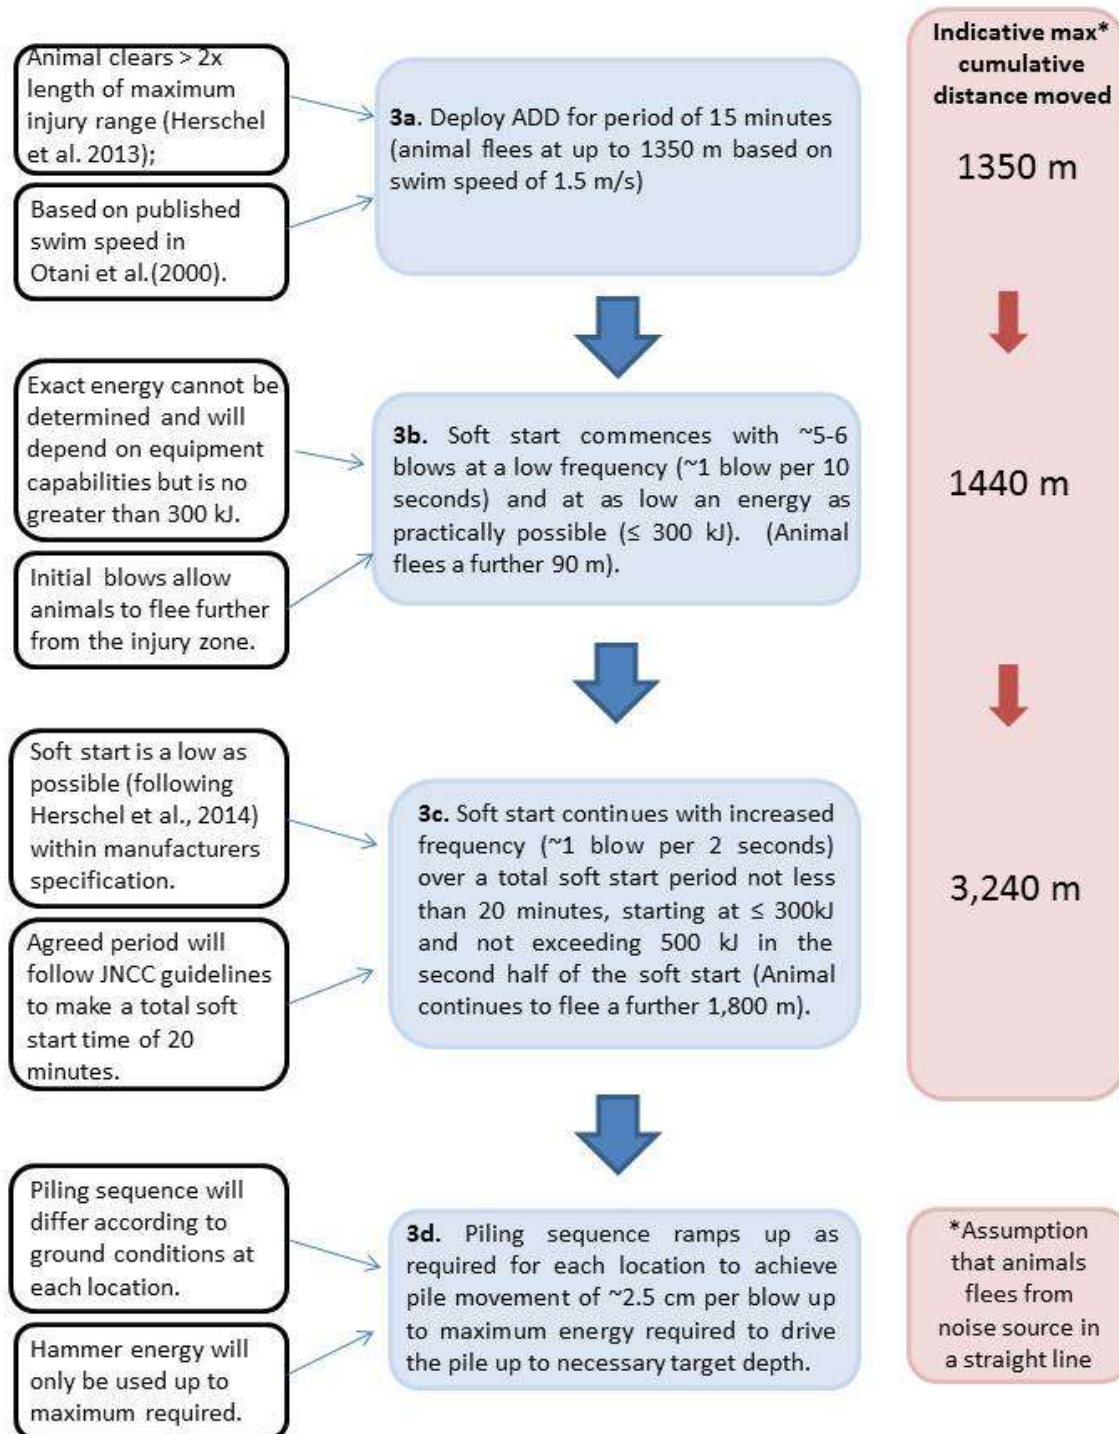 Animal clears > 2x
length of maximum
injury range (Herschel
et al. 2013);
Based on published
swim speed in
Otani et al.(2000).
3a. Deploy ADD for period of 15 minutes
(animal flees at up to 1350 m based on
swim speed of 1.5 m/s)
Indicative max*
cumulative
distance moved
1350 m
Exact energy cannot be
determined and will
depend on equipment
capabilities but is no
greater than 300 kJ.
Initial blows allow
animals to flee further
from the injury zone.
3b. Soft start commences with ~5-6
blows at a low frequency (~1 blow per 10
seconds) and at as low an energy as
practically possible (≤ 300 kJ). (Animal
flees a further 90 m).
1440 m
Soft start is a low as
possible (following
Herschel et al., 2014)
within manufacturers
specification.
Agreed period will
follow JNCC guidelines
to make a total soft
start time of 20
minutes.
3c. Soft start continues with increased
frequency (~1 blow per 2 seconds)
over a total soft start period not less
than 20 minutes, starting at ≤ 300kJ
and not exceeding 500 kJ in the
second half of the soft start (Animal
continues to flee a further 1,800 m).
3,240 m
Piling sequence will
differ according to
ground conditions at
each location.
Hammer energy will
only be used up to
maximum required.
3d. Piling sequence ramps up as
required for each location to achieve
pile movement of ~2.5 cm per blow up
to maximum energy required to drive
the pile up to necessary target depth.
*Assumption
that animals
flees from
noise source in
a straight line